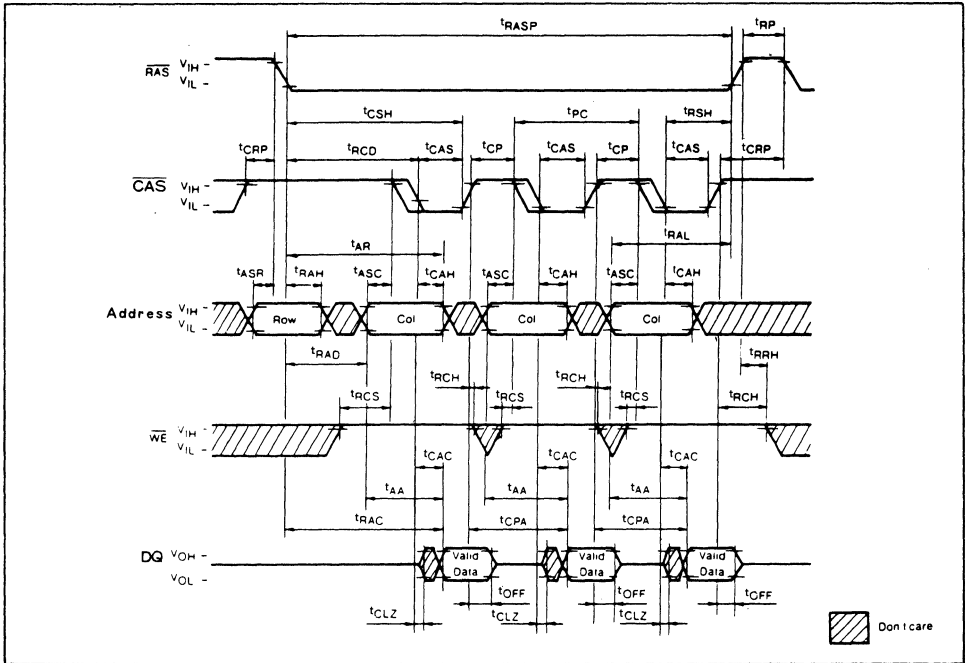 tRASP tRP
RAS VIH -
VIL -
tCSH tPC tRSH
tCRP tRCD tCAS tCP tCAS tCP tCAS tCRP
CAS VIH -
VIL -
tAR tRAL
tASR tRAH tASC tCAH tASC tCAH tASC tCAH
Address VIH -
VIL -
Row Col Col Col
tRAD tRRH
tRCH tRCH
tRCS tRCS tRCS tRCH
WE VIH -
VIL -
tCAC tCAC tCAC
tAA tAA tAA
tRAC tCPA tCPA
DQ VOH -
VOL -
Valid Data Valid Data Valid Data
tOFF tOFF tOFF
tCLZ tCLZ tCLZ
Don t care